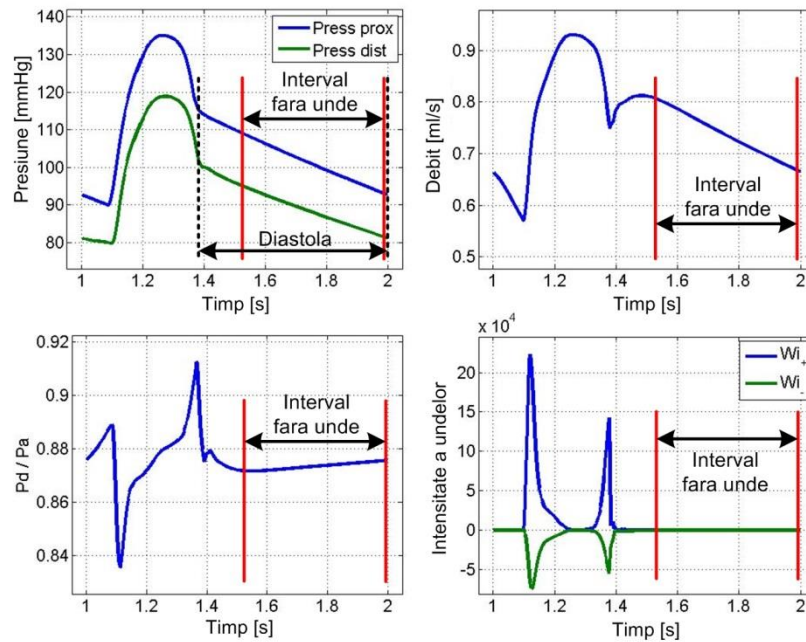 140
130
120
110
100
90
80
Presiune [mmHg]
Press prox
Press dist
Interval
fara unde
Diastola
1 1.2 1.4 1.6 1.8 2
Timp [s]
0.9
0.8
0.7
0.6
0.5
Debit [ml/s]
Interval
fara unde
1 1.2 1.4 1.6 1.8 2
Timp [s]
0.92
0.9
0.88
0.86
0.84
Pd / Pa
Interval
fara unde
1 1.2 1.4 1.6 1.8 2
Timp [s]
x 10^4
20
15
10
5
0
-5
Intensitate a undelor
Wi+
Wi-
Interval
fara unde
1 1.2 1.4 1.6 1.8 2
Timp [s]